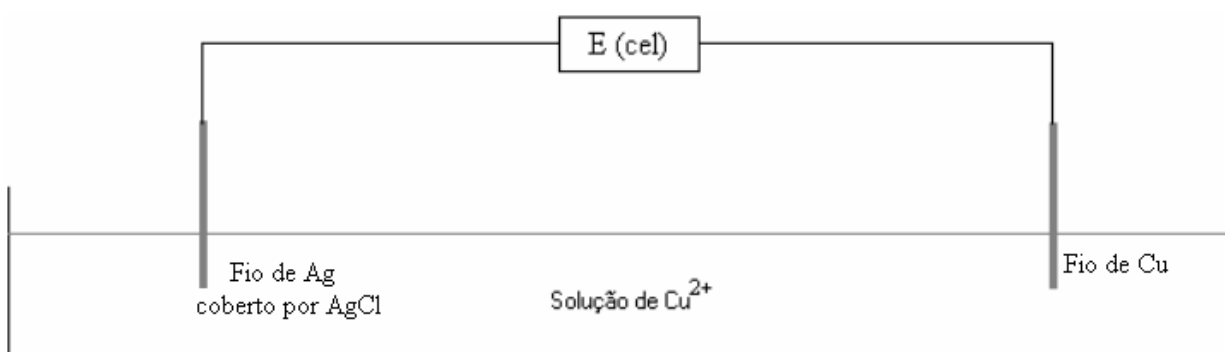 E (cel)
Fio de Ag
coberto por AgCl
Solução de Cu²⁺
Fio de Cu